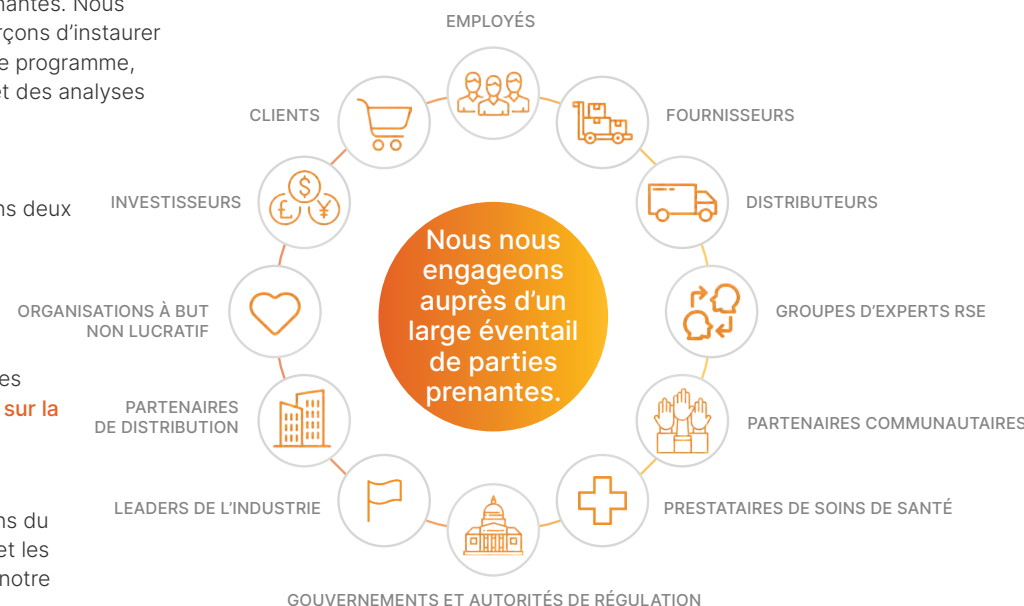 nantes. Nous
rçons d’instaurer
e programme,
et des analyses
ns deux
es
sur la
ns du
et les
notre
EMPLOYÉS
FOURNISSEURS
DISTRIBUTEURS
GROUPES D’EXPERTS RSE
PARTENAIRES COMMUNAUTAIRES
PRESTATAIRES DE SOINS DE SANTÉ
GOUVERNEMENTS ET AUTORITÉS DE RÉGULATION
LEADERS DE L’INDUSTRIE
PARTENAIRES
DE DISTRIBUTION
ORGANISATIONS À BUT
NON LUCRATIF
INVESTISSEURS
CLIENTS
$
£
¥
Nous nous
engageons
auprès d’un
large éventail
de parties
prenantes.